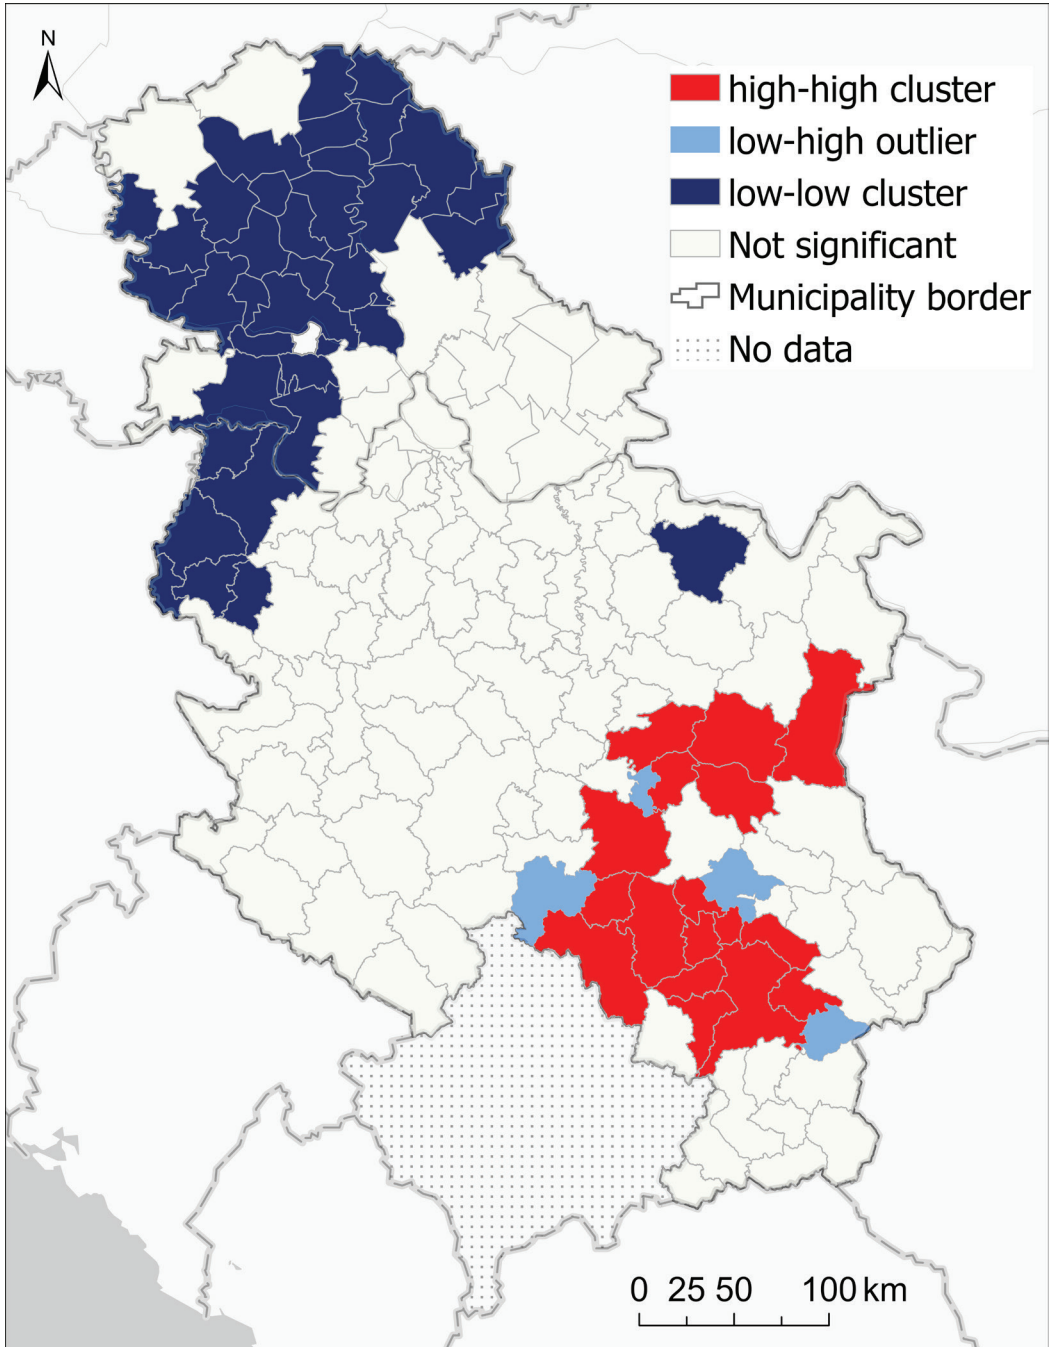 N
high-high cluster
low-high outlier
low-low cluster
Not significant
Municipality border
No data
0 25 50 100 km